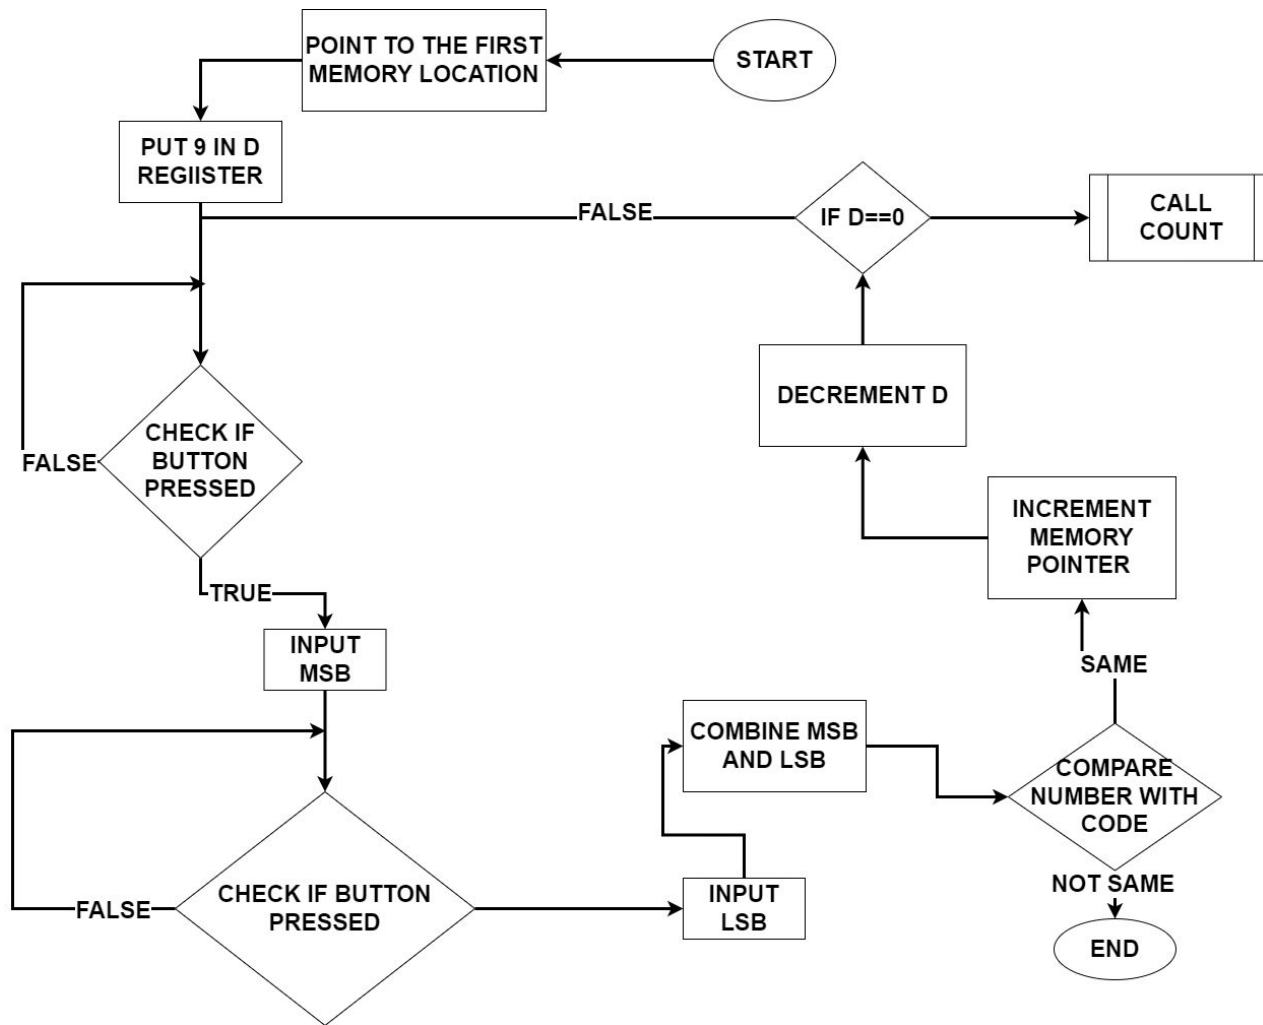 START
POINT TO THE FIRST
MEMORY LOCATION
PUT 9 IN D
REGIISTER
FALSE
IF D==0
CALL
COUNT
DECREMENT D
CHECK IF
BUTTON
PRESSED
FALSE
INCREMENT
MEMORY
POINTER
TRUE
INPUT
MSB
SAME
COMBINE MSB
AND LSB
COMPARE
NUMBER WITH
CODE
CHECK IF BUTTON
PRESSED
FALSE
INPUT
LSB
NOT SAME
END